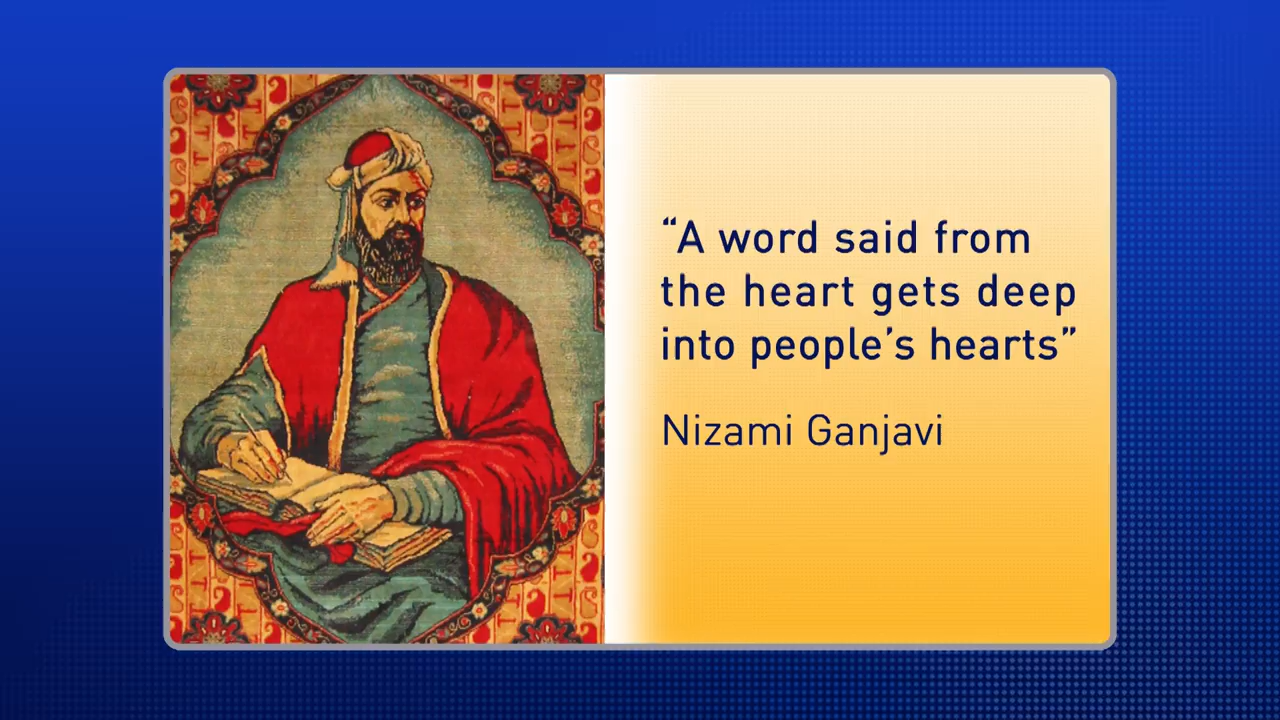 “A word said from
the heart gets deep
into people’s hearts”
Nizami Ganjavi